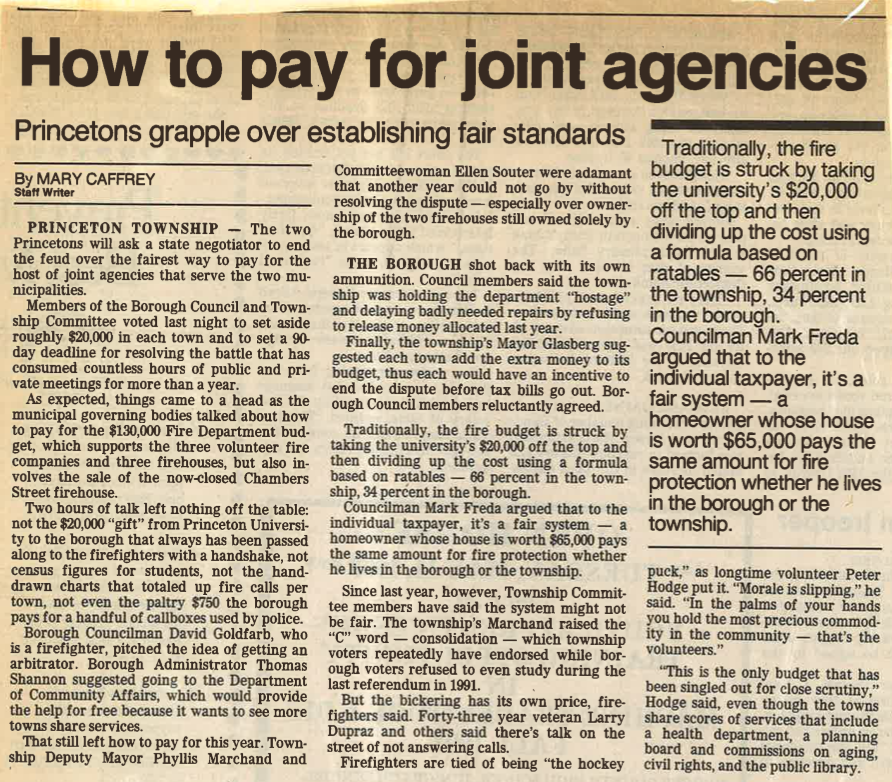 How to pay for joint agencies
Princetons grapple over establishing fair standards
By MARY CAFFREY
Staff Writer
PRINCETON TOWNSHIP — The two
Princetons will ask a state negotiator to end
the feud over the fairest way to pay for the
host of joint agencies that serve the two mu-
nicipalities.
Members of the Borough Council and Town-
ship Committee voted last night to set aside
roughly $20,000 in each town and to set a 90-
day deadline for resolving the battle that has
consumed countless hours of public and pri-
vate meetings for more than a year.
As expected, things came to a head as the
municipal governing bodies talked about how
to pay for the $130,000 Fire Department bud-
get, which supports the three volunteer fire
companies and three firehouses, but also in-
volves the sale of the now-closed Chambers
Street firehouse.
Two hours of talk left nothing off the table:
not the $20,000 “gift” from Princeton Universi-
ty to the borough that always has been passed
along to the firefighters with a handshake, not
census figures for students, not the hand-
drawn charts that totaled up fire calls per
town, not even the paltry $750 the borough
pays for a handful of callboxes used by police.
Borough Councilman David Goldfarb, who
is a firefighter, pitched the idea of getting an
arbitrator. Borough Administrator Thomas
Shannon suggested going to the Department
of Community Affairs, which would provide
the help for free because it wants to see more
towns share services.
That still left how to pay for this year. Town-
ship Deputy Mayor Phyllis Marchand and
Committeewoman Ellen Souter were adamant
that another year could not go by without
resolving the dispute — especially over owner-
ship of the two firehouses still owned solely by
the borough.
THE BOROUGH shot back with its own
ammunition. Council members said the town-
ship was holding the department “hostage”
and delaying badly needed repairs by refusing
to release money allocated last year.
Finally, the township’s Mayor Glasberg sug-
gested each town add the extra money to its
budget, thus each would have an incentive to
end the dispute before tax bills go out. Bor-
ough Council members reluctantly agreed.
Traditionally, the fire budget is struck by
taking the university’s $20,000 off the top and
then dividing up the cost using a formula
based on ratables — 66 percent in the town-
ship, 34 percent in the borough.
Councilman Mark Freda argued that to the
individual taxpayer, it’s a fair system — a
homeowner whose house is worth $65,000 pays
the same amount for fire protection whether
he lives in the borough or the township.
Since last year, however, Township Commit-
tee members have said the system might not
be fair. The township’s Marchand raised the
“C” word — consolidation — which township
voters repeatedly have endorsed while bor-
ough voters refused to even study during the
last referendum in 1991.
But the bickering has its own price, fire-
fighters said. Forty-three year veteran Larry
Dupraz and others said there’s talk on the
street of not answering calls.
Firefighters are tied of being “the hockey
Traditionally, the fire
budget is struck by taking
the university’s $20,000
off the top and then
dividing up the cost using
a formula based on
ratables — 66 percent in
the township, 34 percent
in the borough.
Councilman Mark Freda
argued that to the
individual taxpayer, it’s a
fair system — a
homeowner whose house
is worth $65,000 pays the
same amount for fire
protection whether he lives
in the borough or the
township.
puck,” as longtime volunteer Peter
Hodge put it. “Morale is slipping,” he
said. “In the palms of your hands
you hold the most precious commod-
ity in the community — that’s the
volunteers.”
“This is the only budget that has
been singled out for close scrutiny,”
Hodge said, even though the towns
share scores of services that include
a health department, a planning
board and commissions on aging,
civil rights, and the public library.